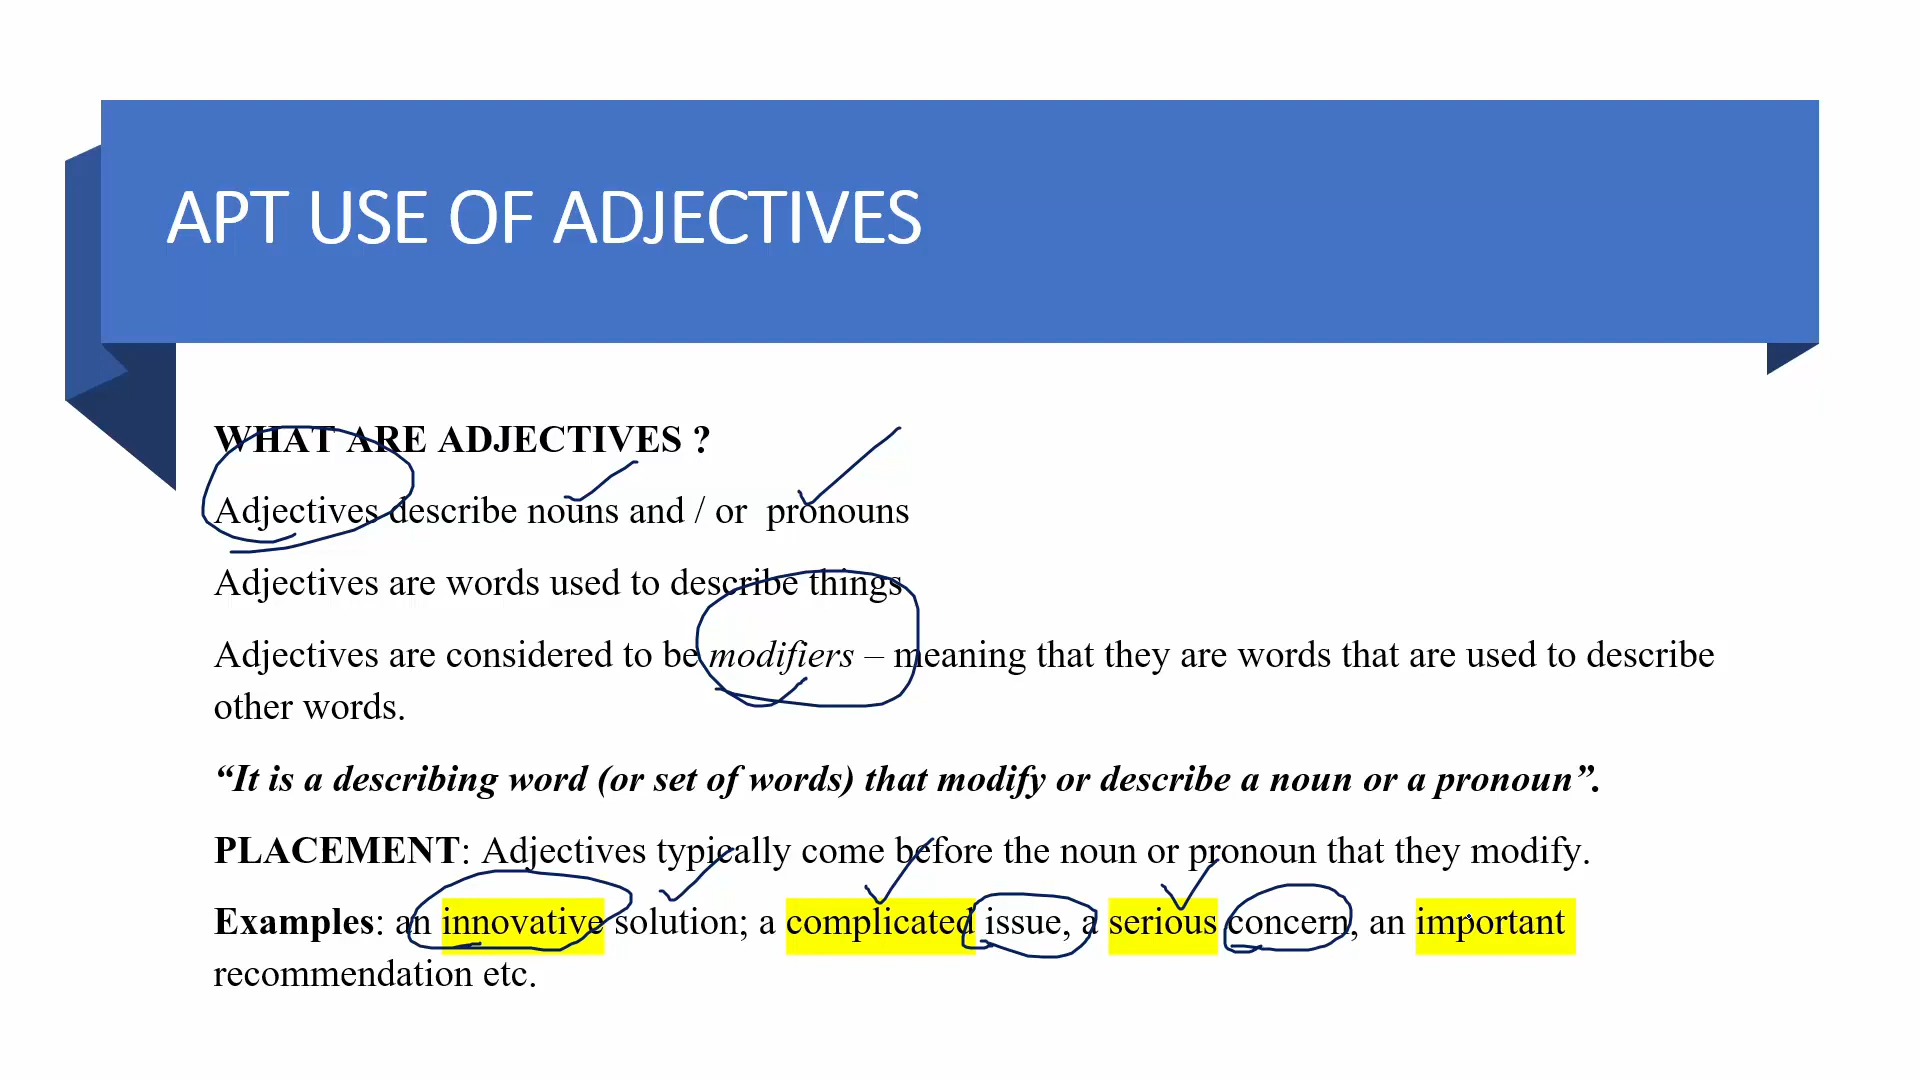 APT USE OF ADJECTIVES
WHAT ARE ADJECTIVES ?
Adjectives describe nouns and / or pronouns
Adjectives are words used to describe things
Adjectives are considered to be modifiers – meaning that they are words that are used to describe
other words.
“It is a describing word (or set of words) that modify or describe a noun or a pronoun”.
PLACEMENT: Adjectives typically come before the noun or pronoun that they modify.
Examples: an innovative solution; a complicated issue, a serious concern, an important
recommendation etc.